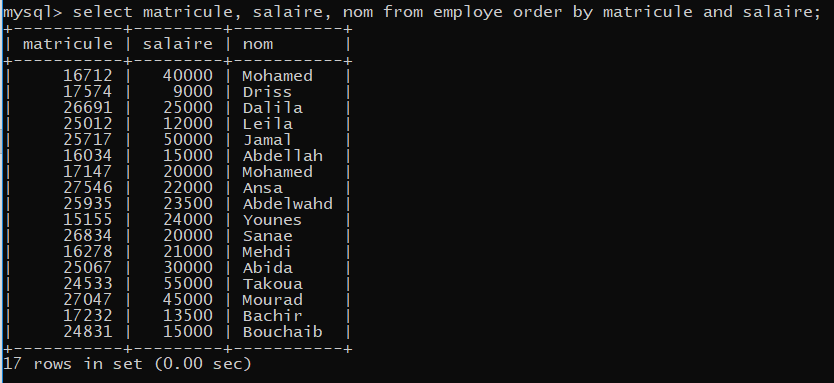 mysql> select matricule, salaire, nom from employe order by matricule and salaire;
+-----------+---------+-----------+
| matricule | salaire | nom       |
+-----------+---------+-----------+
|     16712 |   40000 | Mohamed   |
|     17574 |    9000 | Driss     |
|     26691 |   25000 | Dalila    |
|     25012 |   12000 | Leila     |
|     25717 |   50000 | Jamal     |
|     16034 |   15000 | Abdellah  |
|     17147 |   20000 | Mohamed   |
|     27546 |   22000 | Ansa      |
|     25935 |   23500 | Abdelwahd |
|     15155 |   24000 | Younes    |
|     26834 |   20000 | Sanae     |
|     16278 |   21000 | Mehdi     |
|     25067 |   30000 | Abida     |
|     24533 |   55000 | Takoua    |
|     27047 |   45000 | Mourad    |
|     17232 |   13500 | Bachir    |
|     24831 |   15000 | Bouchaib  |
+-----------+---------+-----------+
17 rows in set (0.00 sec)